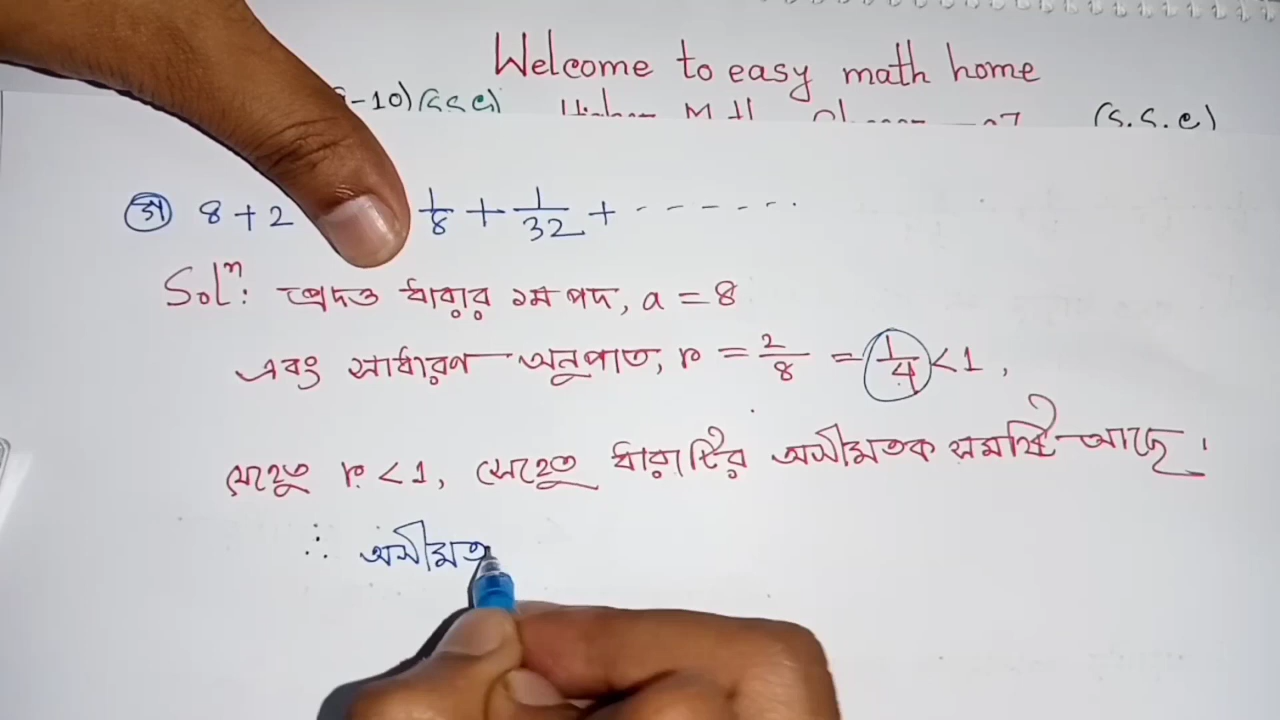 Welcome to easy math home
-10) (SSC) (S.S.C)
8 + 2 1/8 + 1/32 + -------
Solⁿ: প্রদত্ত ধারার ১ম পদ, a = 8
এবং সাধারণ অনুপাত, r = 2/8 = 1/4 < 1,
যেহেতু r < 1, সেহেতু ধারাটির অসীমতক সমষ্টি আছে।
∴ অসীমত